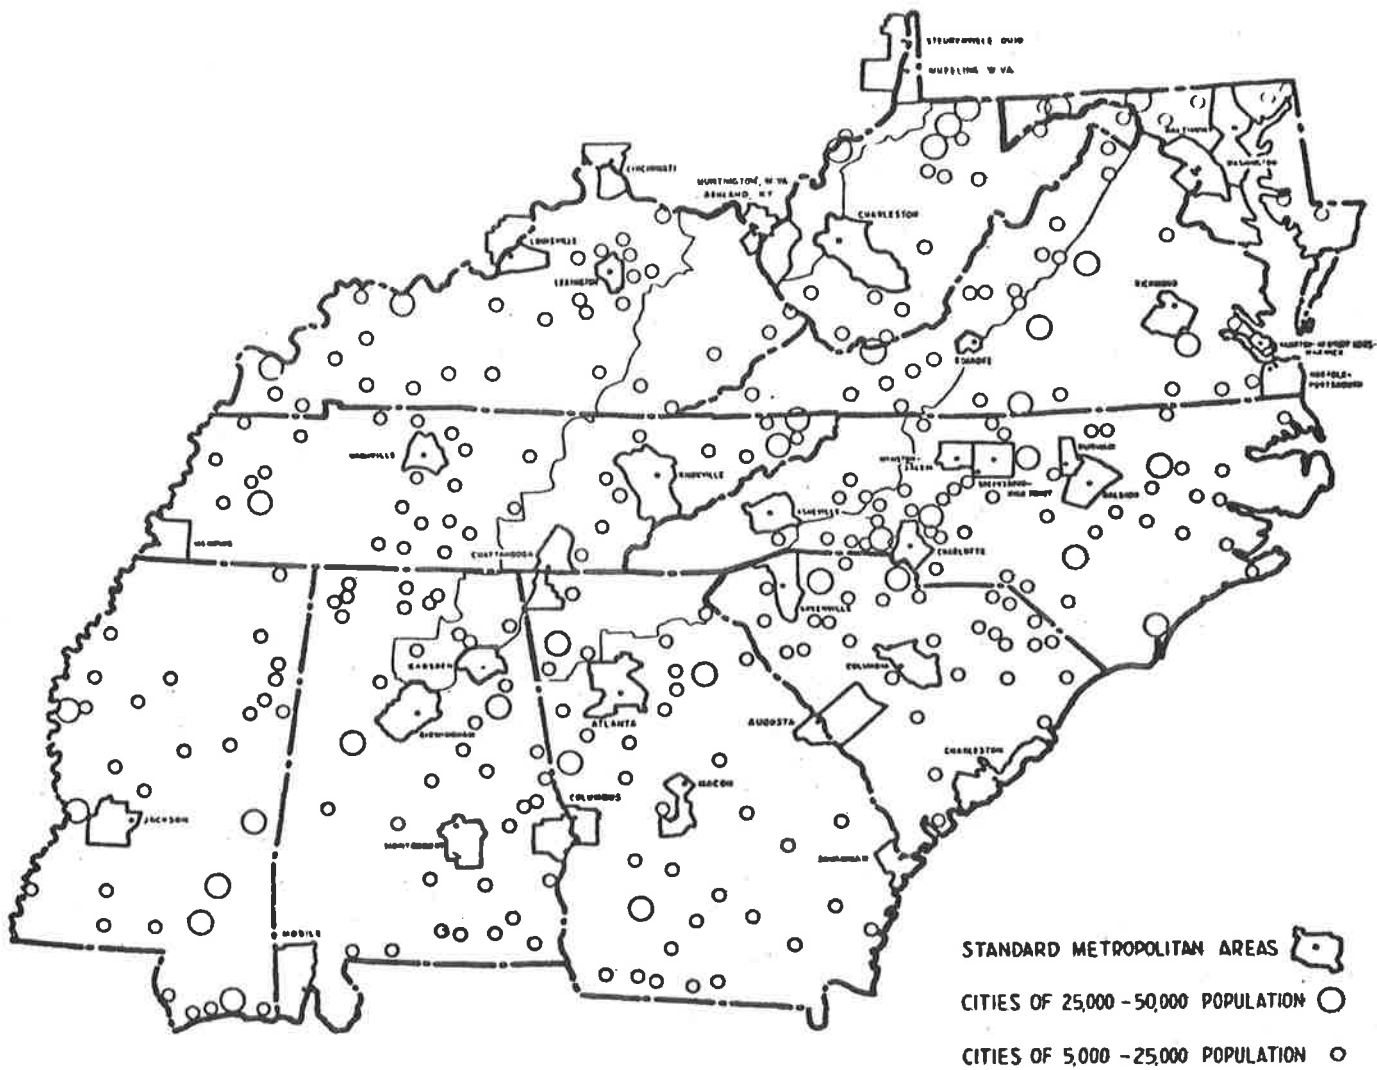 STEUBENVILLE OHIO
WHEELING W VA
CINCINNATI
HUNTINGTON, W VA
ASHLAND, KY
BALTIMORE
WASHINGTON
CHARLESTON
LOUISVILLE
LEXINGTON
RICHMOND
ROANOKE
NORFOLK-
PORTSMOUTH
NASHVILLE
KNOXVILLE
WINSTON-
SALEM
GREENSBORO-
HIGH POINT
DURHAM
RALEIGH
ASHEVILLE
MEMPHIS
CHATTANOOGA
CHARLOTTE
GREENVILLE
GADSDEN
COLUMBIA
BIRMINGHAM
ATLANTA
AUGUSTA
CHARLESTON
MACON
COLUMBUS
JACKSON
MONTGOMERY
SAVANNAH
MOBILE
STANDARD METROPOLITAN AREAS
CITIES OF 25,000 - 50,000 POPULATION
CITIES OF 5,000 - 25,000 POPULATION